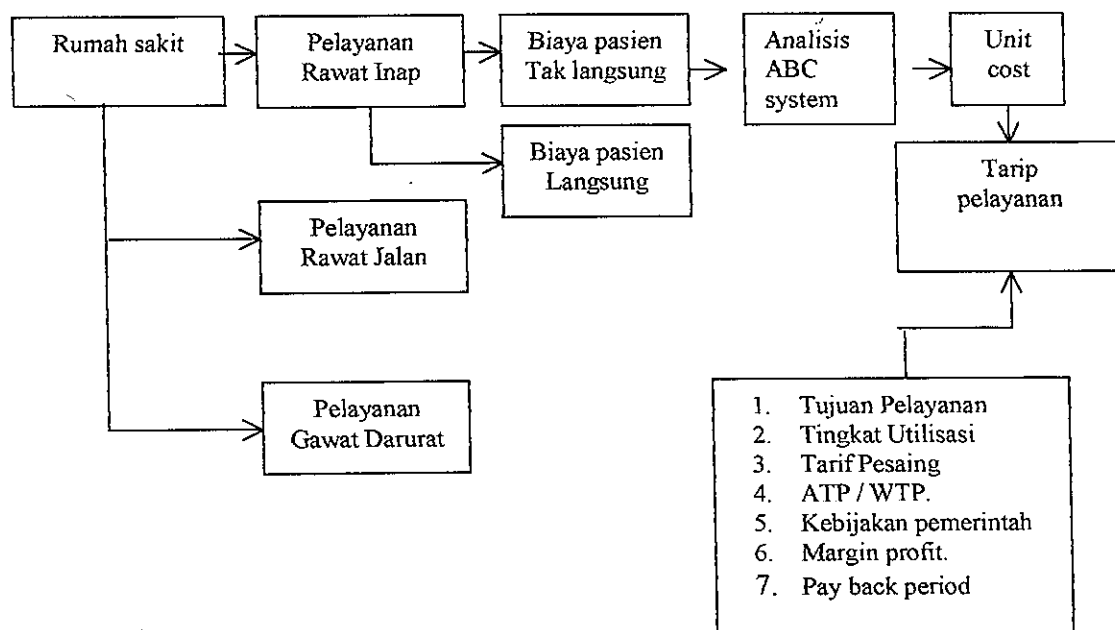 Rumah sakit
Pelayanan
Rawat Inap
Biaya pasien
Tak langsung
Analisis
ABC
system
Unit
cost
Biaya pasien
Langsung
Tarip
pelayanan
Pelayanan
Rawat Jalan
Pelayanan
Gawat Darurat
1. Tujuan Pelayanan
2. Tingkat Utilisasi
3. Tarif Pesaing
4. ATP / WTP.
5. Kebijakan pemerintah
6. Margin profit.
7. Pay back period